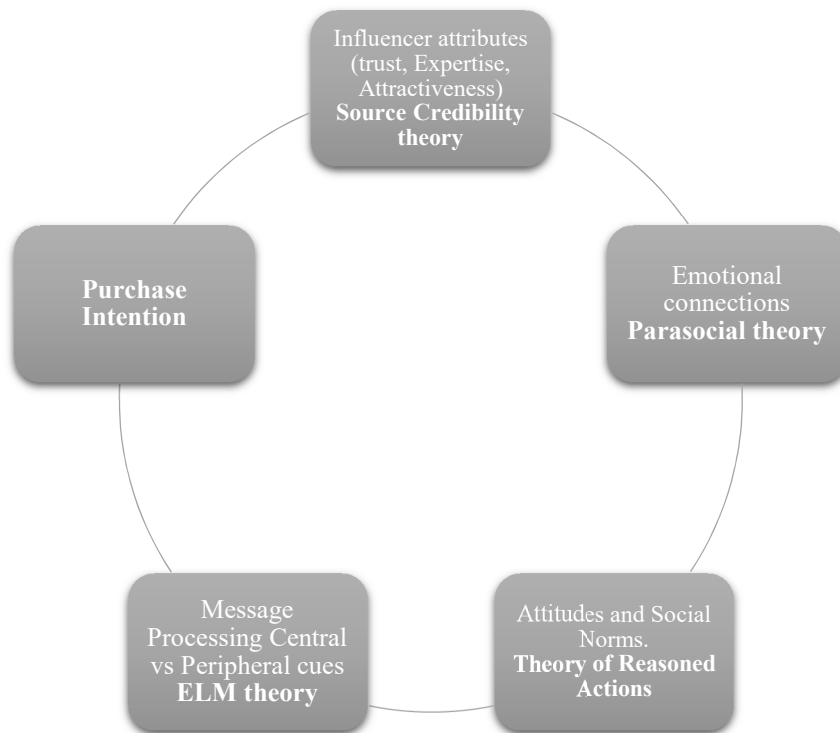 Influencer attributes
(trust, Expertise,
Attractiveness)
Source Credibility
theory
Emotional
connections
Parasocial theory
Attitudes and Social
Norms.
Theory of Reasoned
Actions
Message
Processing Central
vs Peripheral cues
ELM theory
Purchase
Intention